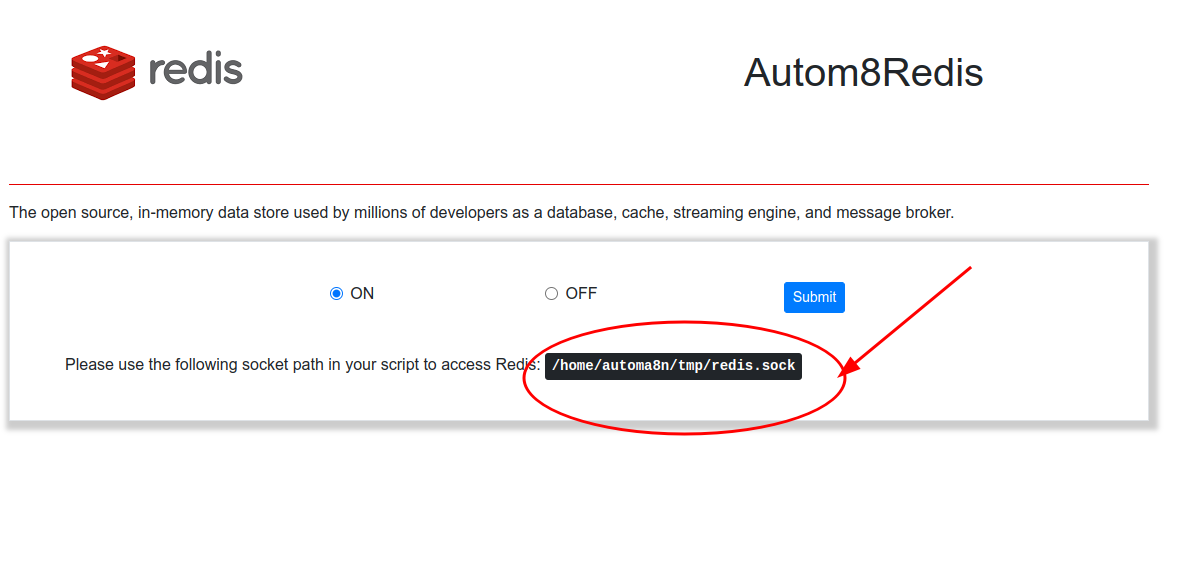 redis
Autom8Redis
The open source, in-memory data store used by millions of developers as a database, cache, streaming engine, and message broker.
ON OFF Submit
Please use the following socket path in your script to access Redis: /home/automa8n/tmp/redis.sock